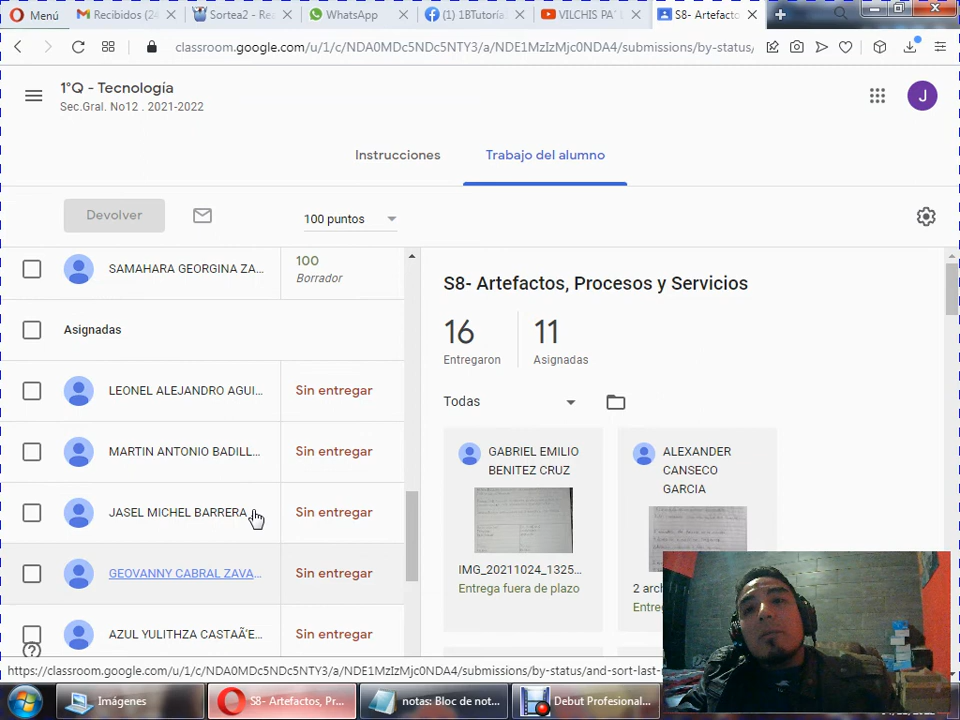 Menú
Recibidos (24
Sortea2 - Re
WhatsApp
(1) 1BTutoria
VILCHIS PA' L
S8- Artefacto
classroom.google.com/u/1/c/NDA0MDc5NDc5NTY3/a/NDE1MzIzMjc0NDA4/submissions/by-status/
1°Q - Tecnología
Sec.Gral. No12 . 2021-2022
J
Instrucciones
Trabajo del alumno
Devolver
100 puntos
SAMAHARA GEORGINA ZA...
100
Borrador
Asignadas
LEONEL ALEJANDRO AGUI...
Sin entregar
MARTIN ANTONIO BADILL...
Sin entregar
JASEL MICHEL BARRERA
Sin entregar
GEOVANNY CABRAL ZAVA...
Sin entregar
AZUL YULITHZA CASTAÃ'E...
Sin entregar
S8- Artefactos, Procesos y Servicios
16
Entregaron
11
Asignadas
Todas
GABRIEL EMILIO
BENITEZ CRUZ
IMG_20211024_1325...
Entrega fuera de plazo
ALEXANDER
CANSECO
GARCIA
2 arch
Entre
https://classroom.google.com/u/1/c/NDA0MDc5NDc5NTY3/a/NDE1MzIzMjc0NDA4/submissions/by-status/and-sort-last-
Imágenes
S8- Artefactos, Pr...
notas: Bloc de not...
Debut Profesional...